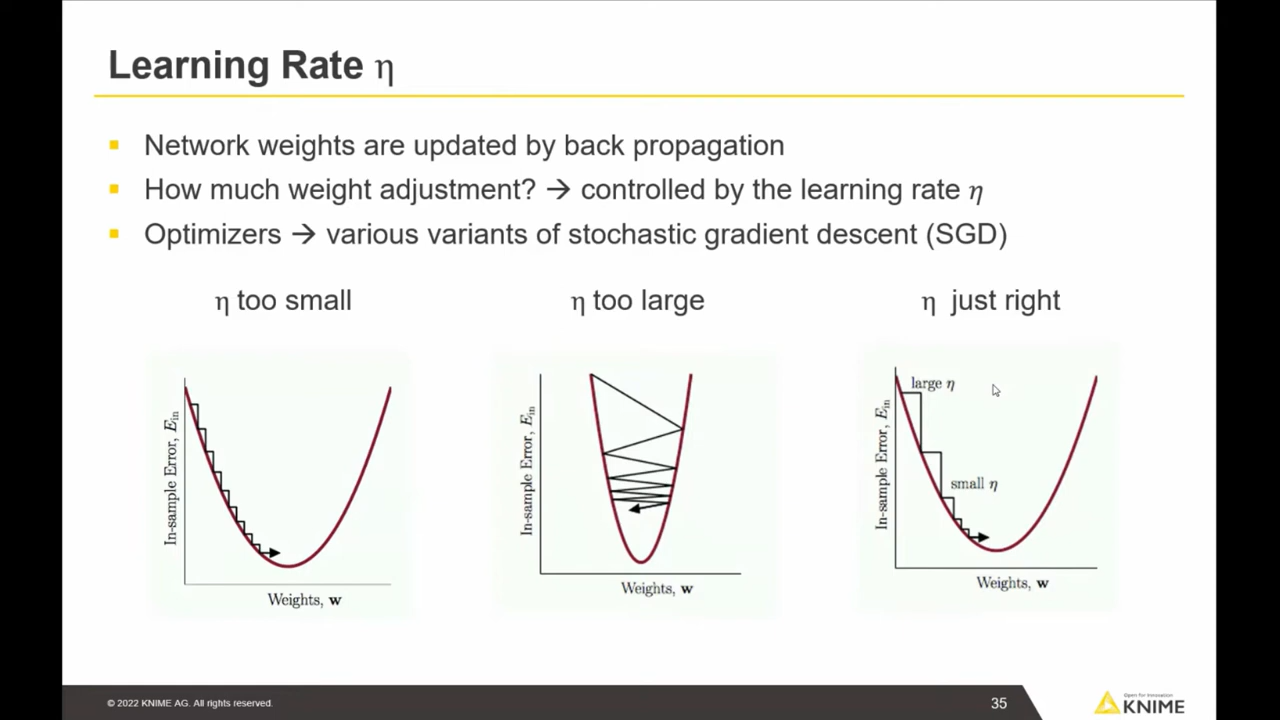 Learning Rate η
Network weights are updated by back propagation
How much weight adjustment? → controlled by the learning rate η
Optimizers → various variants of stochastic gradient descent (SGD)
η too small
η too large
η just right
In-sample Error, E_in
Weights, w
In-sample Error, E_in
Weights, w
large η
small η
In-sample Error, E_in
Weights, w
© 2022 KNIME AG. All rights reserved.
35
Open for Innovation
KNIME